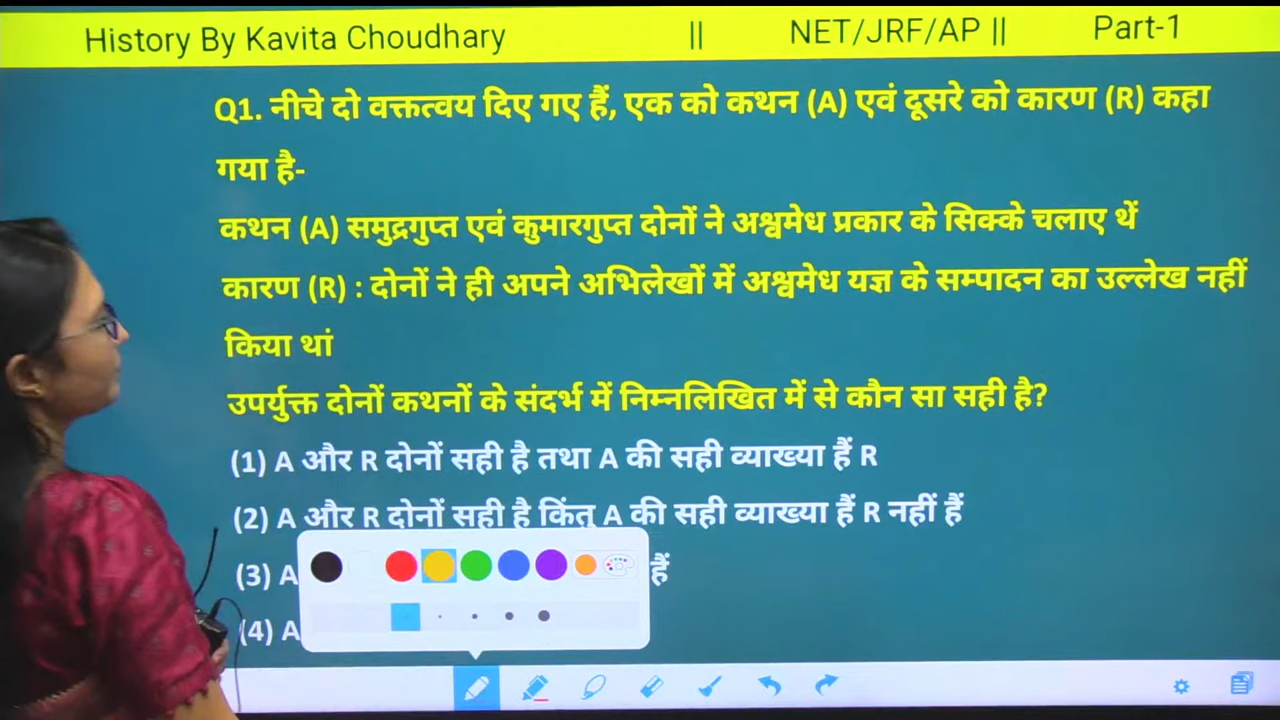 History By Kavita Choudhary || NET/JRF/AP || Part-1
Q1. नीचे दो वक्तत्वय दिए गए हैं, एक को कथन (A) एवं दूसरे को कारण (R) कहा
गया है-
कथन (A) समुद्रगुप्त एवं कुमारगुप्त दोनों ने अश्वमेध प्रकार के सिक्के चलाए थें
कारण (R) : दोनों ने ही अपने अभिलेखों में अश्वमेध यज्ञ के सम्पादन का उल्लेख नहीं
किया थां
उपर्युक्त दोनों कथनों के संदर्भ में निम्नलिखित में से कौन सा सही है?
(1) A और R दोनों सही है तथा A की सही व्याख्या हैं R
(2) A और R दोनों सही है किंतु A की सही व्याख्या हैं R नहीं हैं
(3) A हैं
(4) A